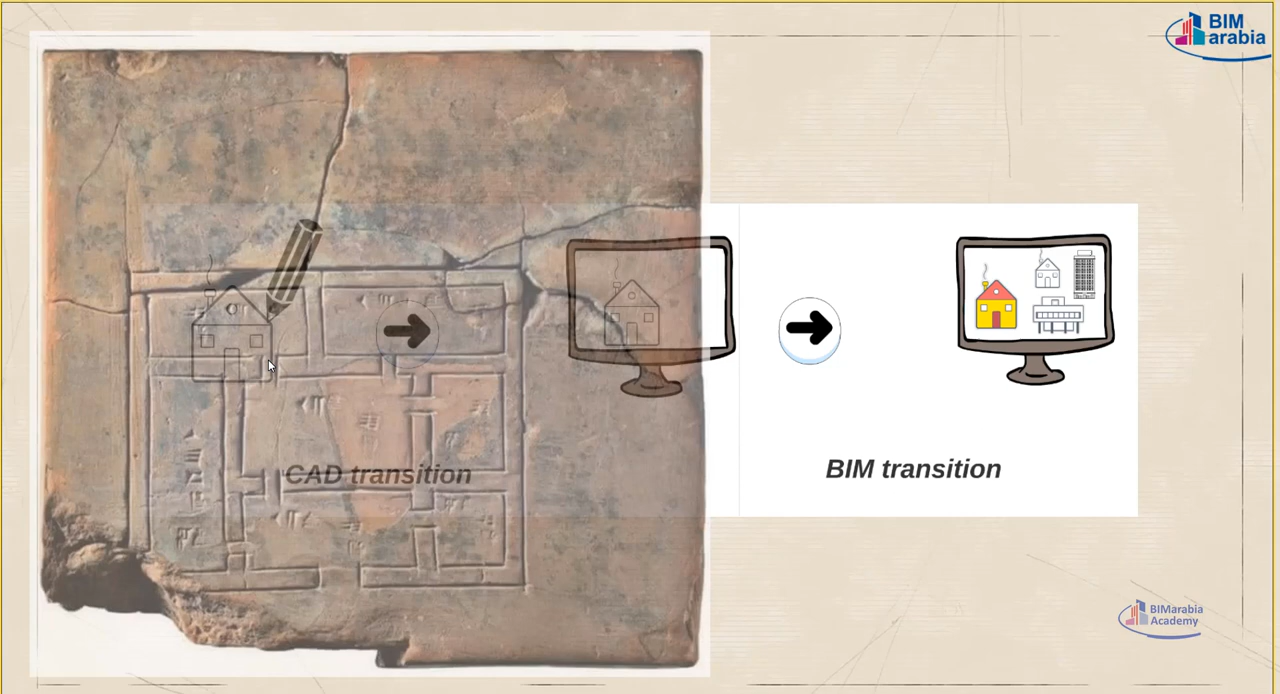 BIM
arabia
CAD transition
BIM transition
BIMarabia
Academy